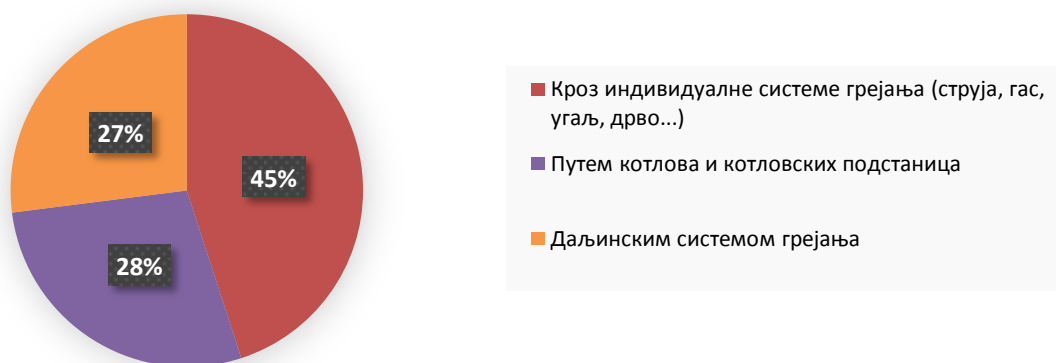 27%
45%
28%
Кроз индивидуалне системе грејања (струја, гас,
угаљ, дрво...)
Путем котлова и котловских подстаница
Даљинским системом грејања